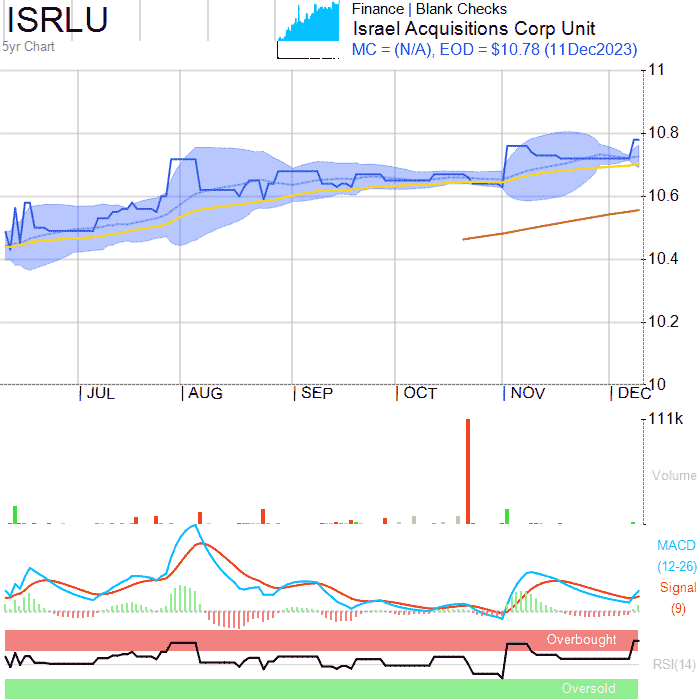 ISRLU
5yr Chart
Finance | Blank Checks
Israel Acquisitions Corp Unit
MC = (N/A), EOD = $10.78 (11Dec2023)
11
10.8
10.6
10.4
10.2
10
JUL AUG SEP OCT NOV DEC
111k
Volume
MACD
(12-26)
Signal
(9)
Overbought
RSI(14)
Oversold